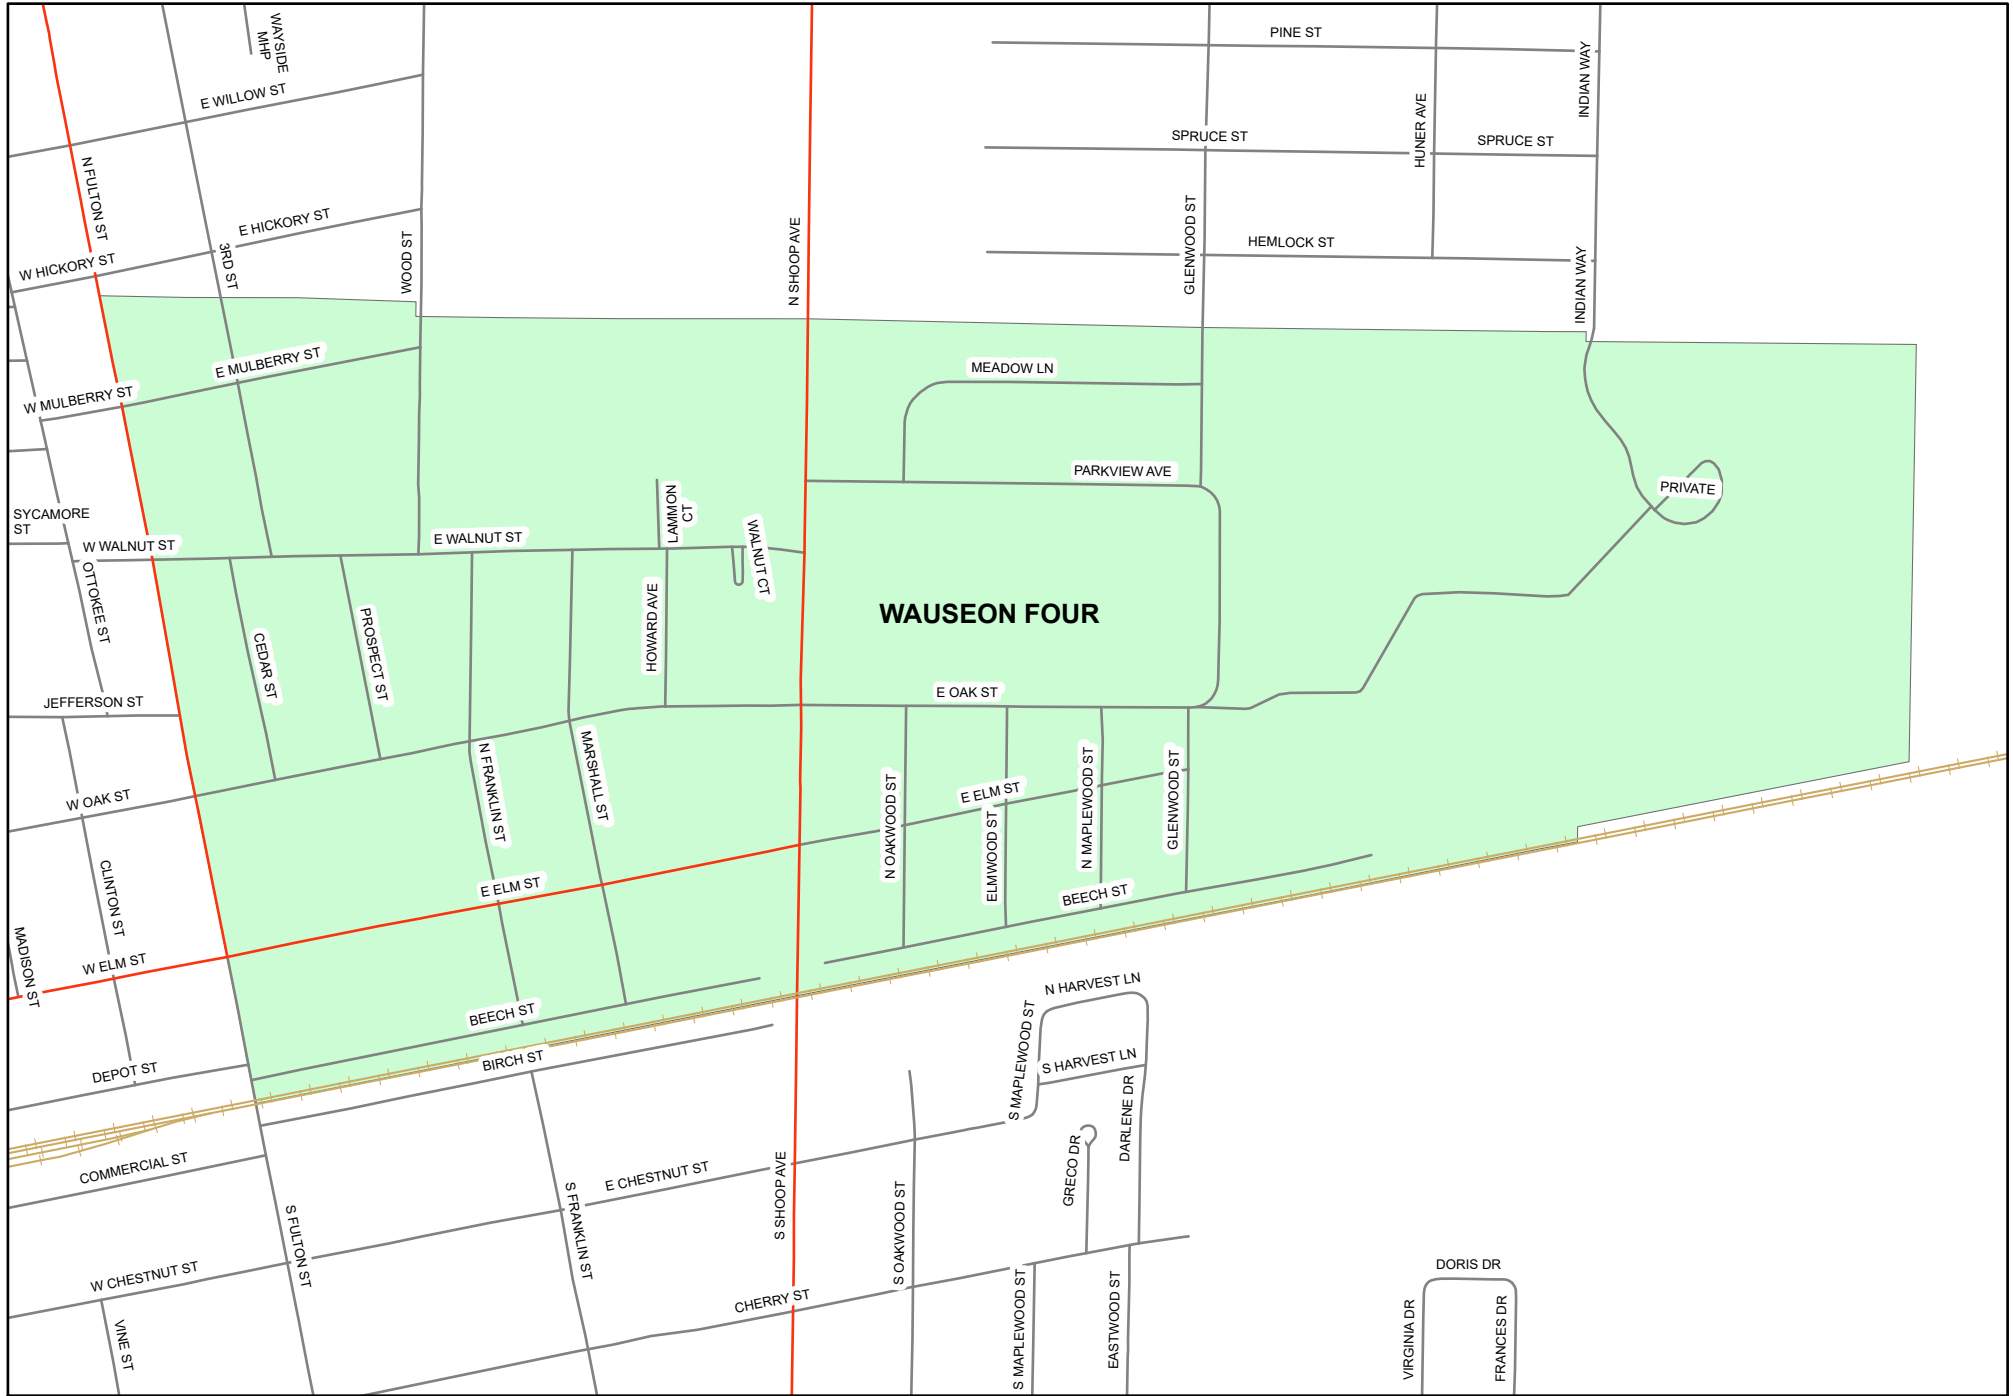 WAYSIDE
MHP
PINE ST
INDIAN WAY
E WILLOW ST
HUNER AVE
SPRUCE ST
SPRUCE ST
N FULTON ST
E HICKORY ST
3RD ST
WOOD ST
N SHOOP AVE
GLENWOOD ST
HEMLOCK ST
INDIAN WAY
W HICKORY ST
E MULBERRY ST
MEADOW LN
W MULBERRY ST
PARKVIEW AVE
PRIVATE
SYCAMORE
ST
LAMMON
CT
E WALNUT ST
W WALNUT ST
WALNUT CT
OTTOKEE ST
WAUSEON FOUR
HOWARD AVE
PROSPECT ST
CEDAR ST
E OAK ST
JEFFERSON ST
MARSHALL ST
N FRANKLIN ST
N OAKWOOD ST
E ELM ST
N MAPLEWOOD ST
GLENWOOD ST
W OAK ST
ELMWOOD ST
CLINTON ST
E ELM ST
BEECH ST
MADISON ST
W ELM ST
N HARVEST LN
BEECH ST
S MAPLEWOOD ST
BIRCH ST
S HARVEST LN
DEPOT ST
DARLENE DR
GRECO DR
COMMERCIAL ST
E CHESTNUT ST
S SHOOP AVE
S OAKWOOD ST
S FRANKLIN ST
S FULTON ST
W CHESTNUT ST
DORIS DR
CHERRY ST
S MAPLEWOOD ST
EASTWOOD ST
VIRGINIA DR
FRANCES DR
VINE ST